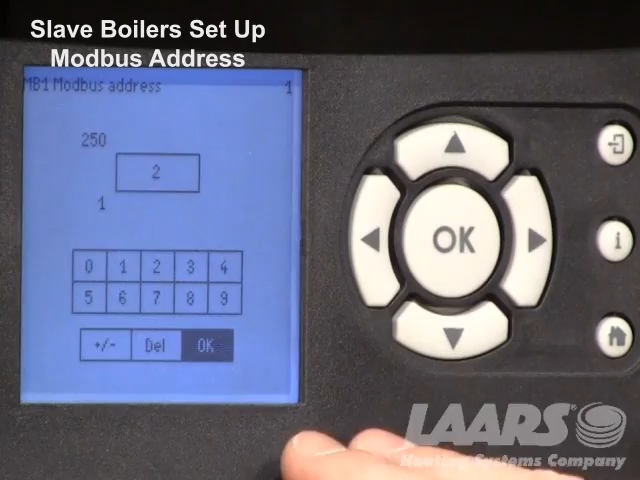 Slave Boilers Set Up
Modbus Address
MB1 Modbus address 1
250
2
1
0 1 2 3 4
5 6 7 8 9
+/- Del OK
OK
i
LAARS®
Heating Systems Company